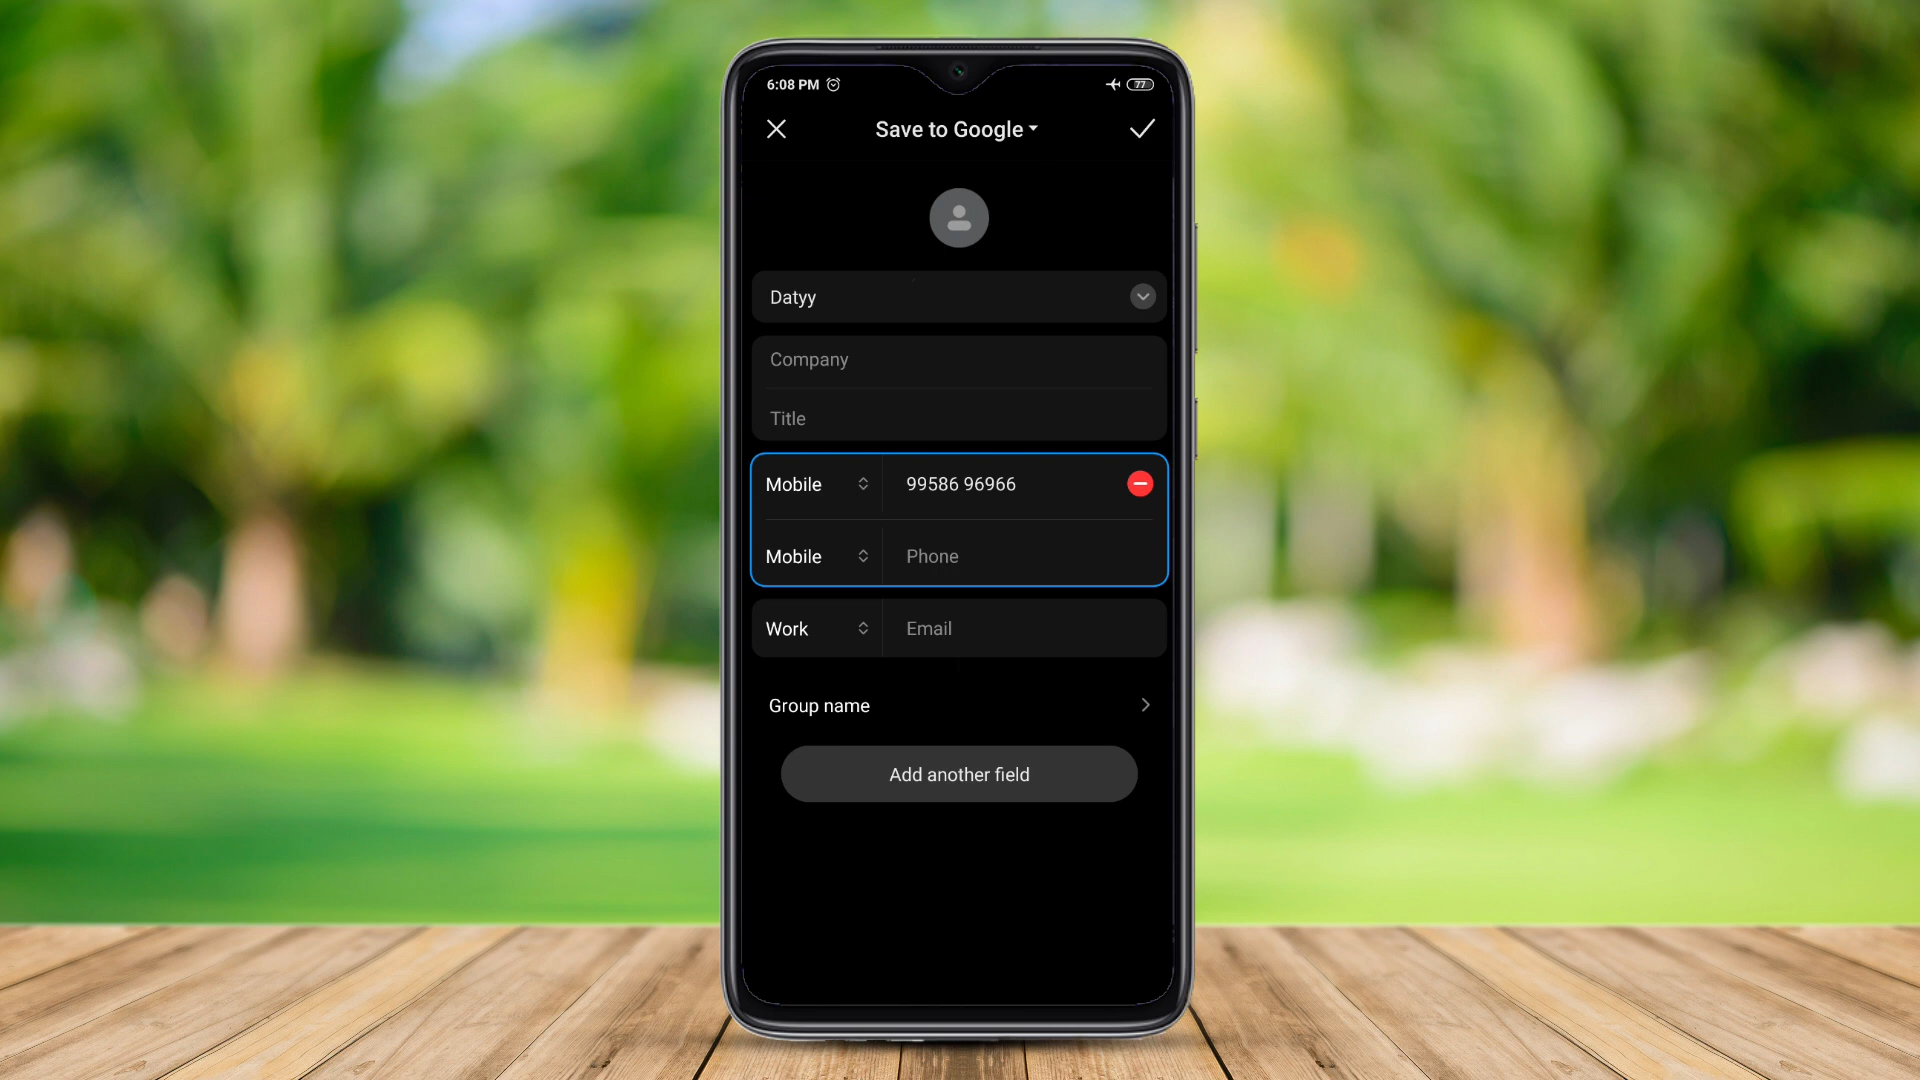 6:08 PM 77
Save to Google
Datyy
Company
Title
Mobile 99586 96966
Mobile Phone
Work Email
Group name
Add another field